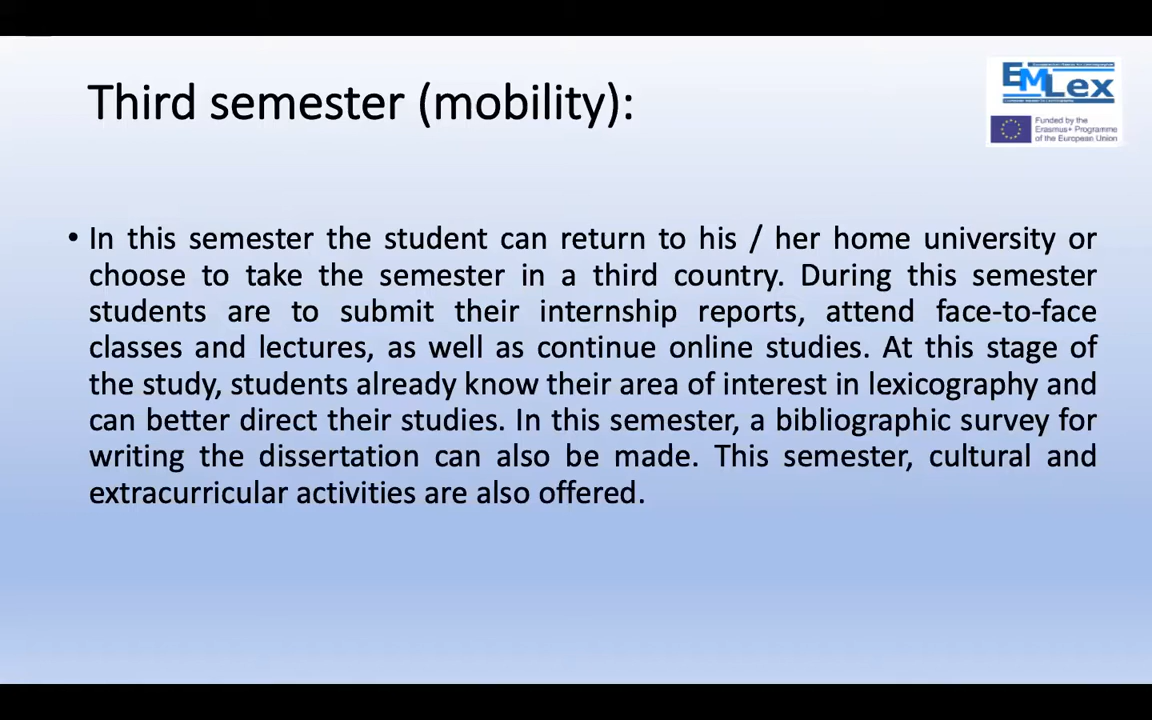 Third semester (mobility):
EMLex
Funded by the
Erasmus+ Programme
of the European Union
• In this semester the student can return to his / her home university or
choose to take the semester in a third country. During this semester
students are to submit their internship reports, attend face-to-face
classes and lectures, as well as continue online studies. At this stage of
the study, students already know their area of interest in lexicography and
can better direct their studies. In this semester, a bibliographic survey for
writing the dissertation can also be made. This semester, cultural and
extracurricular activities are also offered.